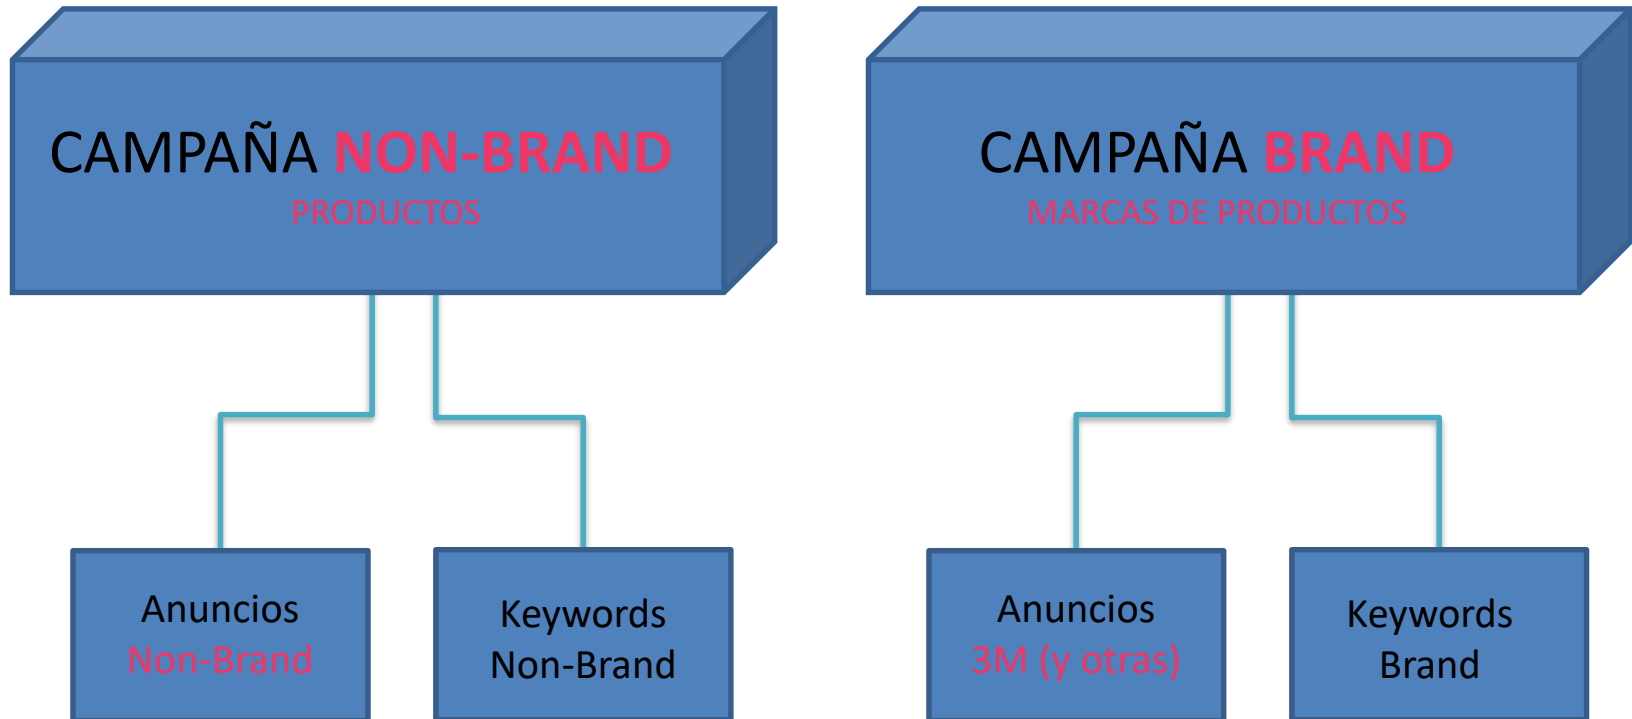 CAMPAÑA NON-BRAND
PRODUCTOS
CAMPAÑA BRAND
MARCAS DE PRODUCTOS
Anuncios
Non-Brand
Keywords
Non-Brand
Anuncios
3M (y otras)
Keywords
Brand